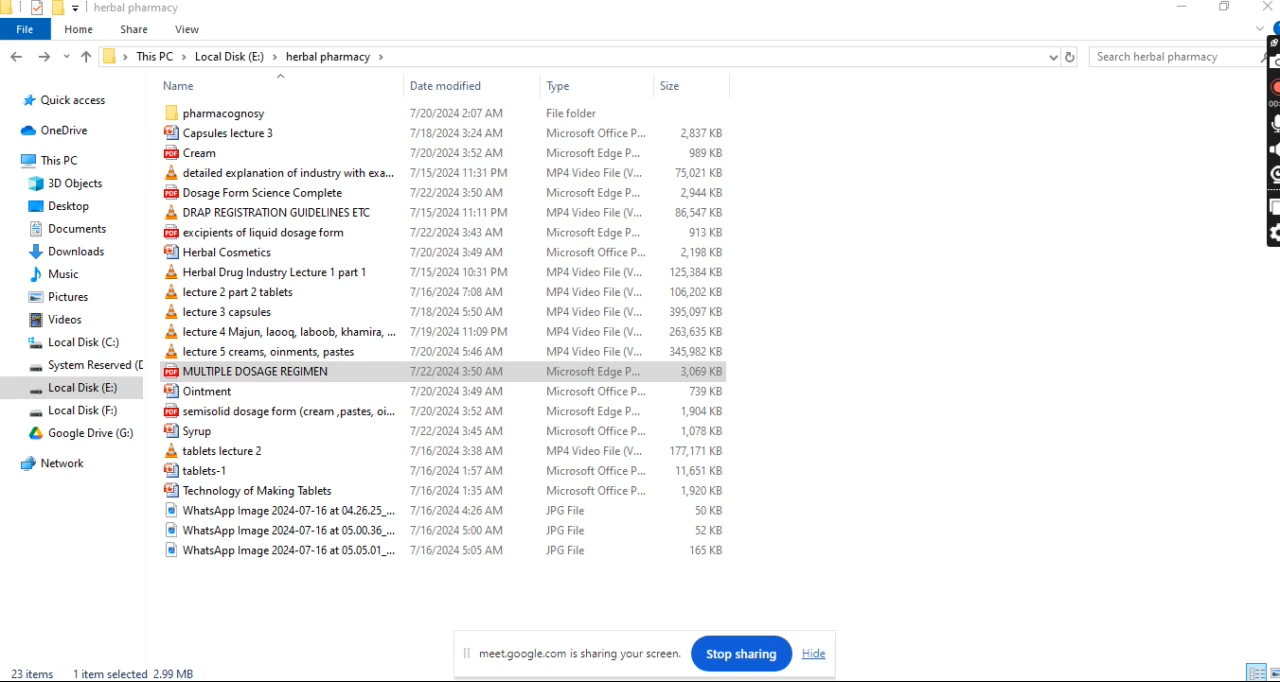 herbal pharmacy
File Home Share View
This PC Local Disk (E:) herbal pharmacy Search herbal pharmacy
Name Date modified Type Size
Quick access
OneDrive
This PC
3D Objects
Desktop
Documents
Downloads
Music
Pictures
Videos
Local Disk (C:)
System Reserved (D
Local Disk (E:)
Local Disk (F:)
Google Drive (G:)
Network
pharmacognosy 7/20/2024 2:07 AM File folder
Capsules lecture 3 7/18/2024 3:24 AM Microsoft Office P... 2,837 KB
Cream 7/20/2024 3:52 AM Microsoft Edge P... 989 KB
detailed explanation of industry with exa... 7/15/2024 11:31 PM MP4 Video File (V... 75,021 KB
Dosage Form Science Complete 7/22/2024 3:50 AM Microsoft Edge P... 2,944 KB
DRAP REGISTRATION GUIDELINES ETC 7/15/2024 11:11 PM MP4 Video File (V... 86,547 KB
excipients of liquid dosage form 7/22/2024 3:43 AM Microsoft Edge P... 913 KB
Herbal Cosmetics 7/20/2024 3:49 AM Microsoft Office P... 2,198 KB
Herbal Drug Industry Lecture 1 part 1 7/15/2024 10:31 PM MP4 Video File (V... 125,384 KB
lecture 2 part 2 tablets 7/16/2024 7:08 AM MP4 Video File (V... 106,202 KB
lecture 3 capsules 7/18/2024 5:50 AM MP4 Video File (V... 395,097 KB
lecture 4 Majun, laooq, laboob, khamira, ... 7/19/2024 11:09 PM MP4 Video File (V... 263,635 KB
lecture 5 creams, oinments, pastes 7/20/2024 5:46 AM MP4 Video File (V... 345,982 KB
MULTIPLE DOSAGE REGIMEN 7/22/2024 3:50 AM Microsoft Edge P... 3,069 KB
Ointment 7/20/2024 3:49 AM Microsoft Office P... 739 KB
semisolid dosage form (cream ,pastes, oi... 7/20/2024 3:52 AM Microsoft Edge P... 1,904 KB
Syrup 7/22/2024 3:45 AM Microsoft Office P... 1,078 KB
tablets lecture 2 7/16/2024 3:38 AM MP4 Video File (V... 177,171 KB
tablets-1 7/16/2024 1:57 AM Microsoft Office P... 11,651 KB
Technology of Making Tablets 7/16/2024 1:35 AM Microsoft Office P... 1,920 KB
WhatsApp Image 2024-07-16 at 04.26.25_... 7/16/2024 4:26 AM JPG File 50 KB
WhatsApp Image 2024-07-16 at 05.00.36_... 7/16/2024 5:00 AM JPG File 52 KB
WhatsApp Image 2024-07-16 at 05.05.01_... 7/16/2024 5:05 AM JPG File 165 KB
meet.google.com is sharing your screen. Stop sharing Hide
23 items 1 item selected 2.99 MB